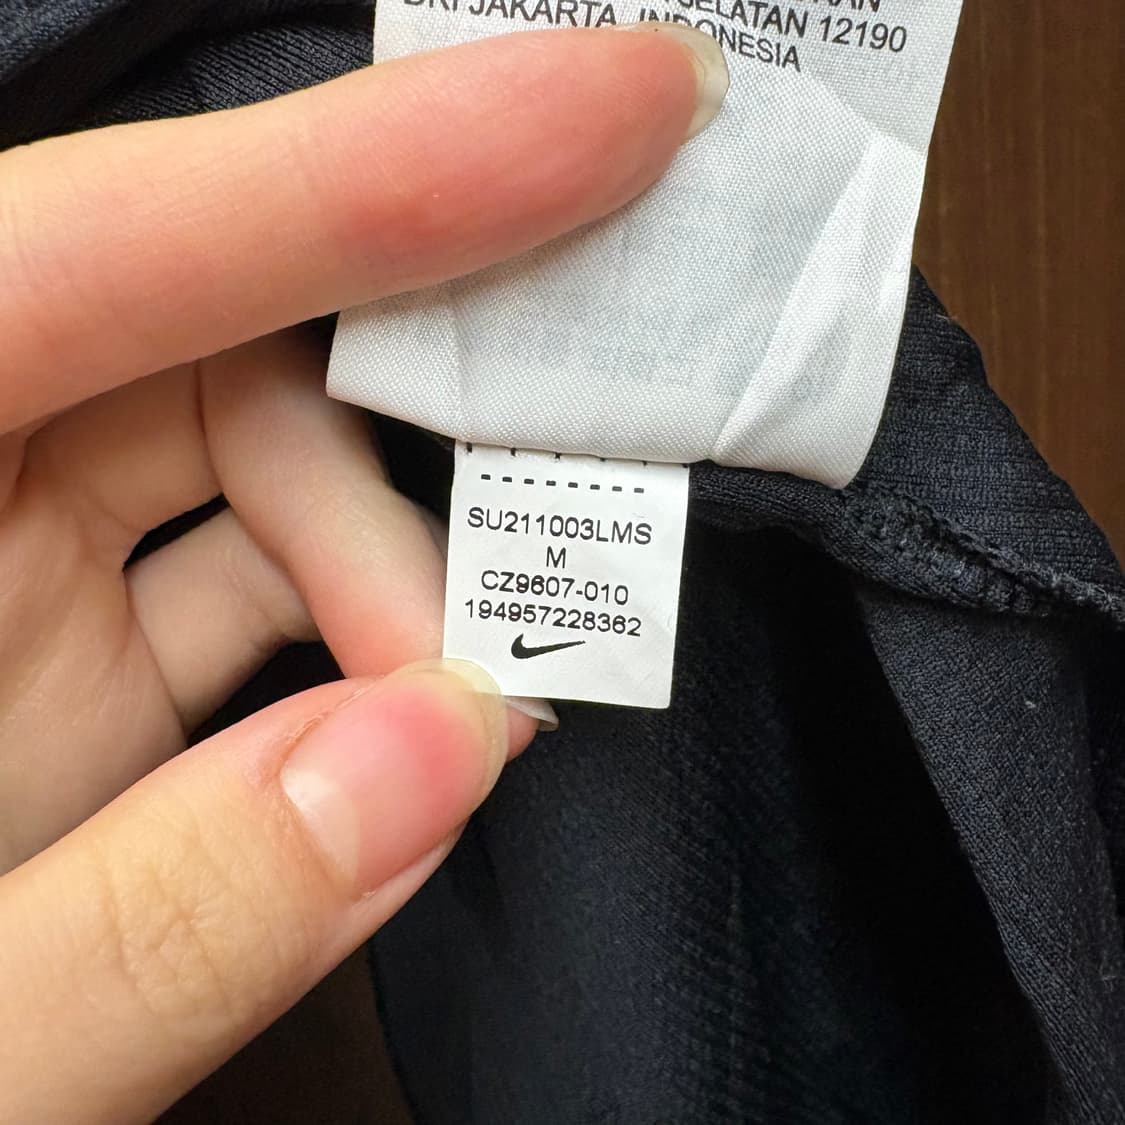 DKI JAKARTA, INDONESIA
SELATAN 12190
SU211003LMS
M
CZ9607-010
194957228362